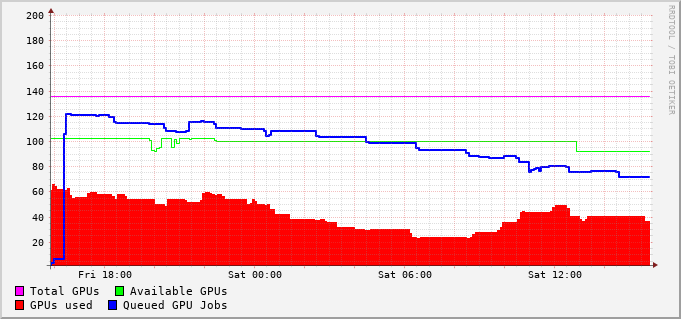 200
180
160
140
120
100
80
60
40
20
Fri 18:00 Sat 00:00 Sat 06:00 Sat 12:00
Total GPUs Available GPUs
GPUs used Queued GPU Jobs
RRDTOOL / TOBI OETIKER